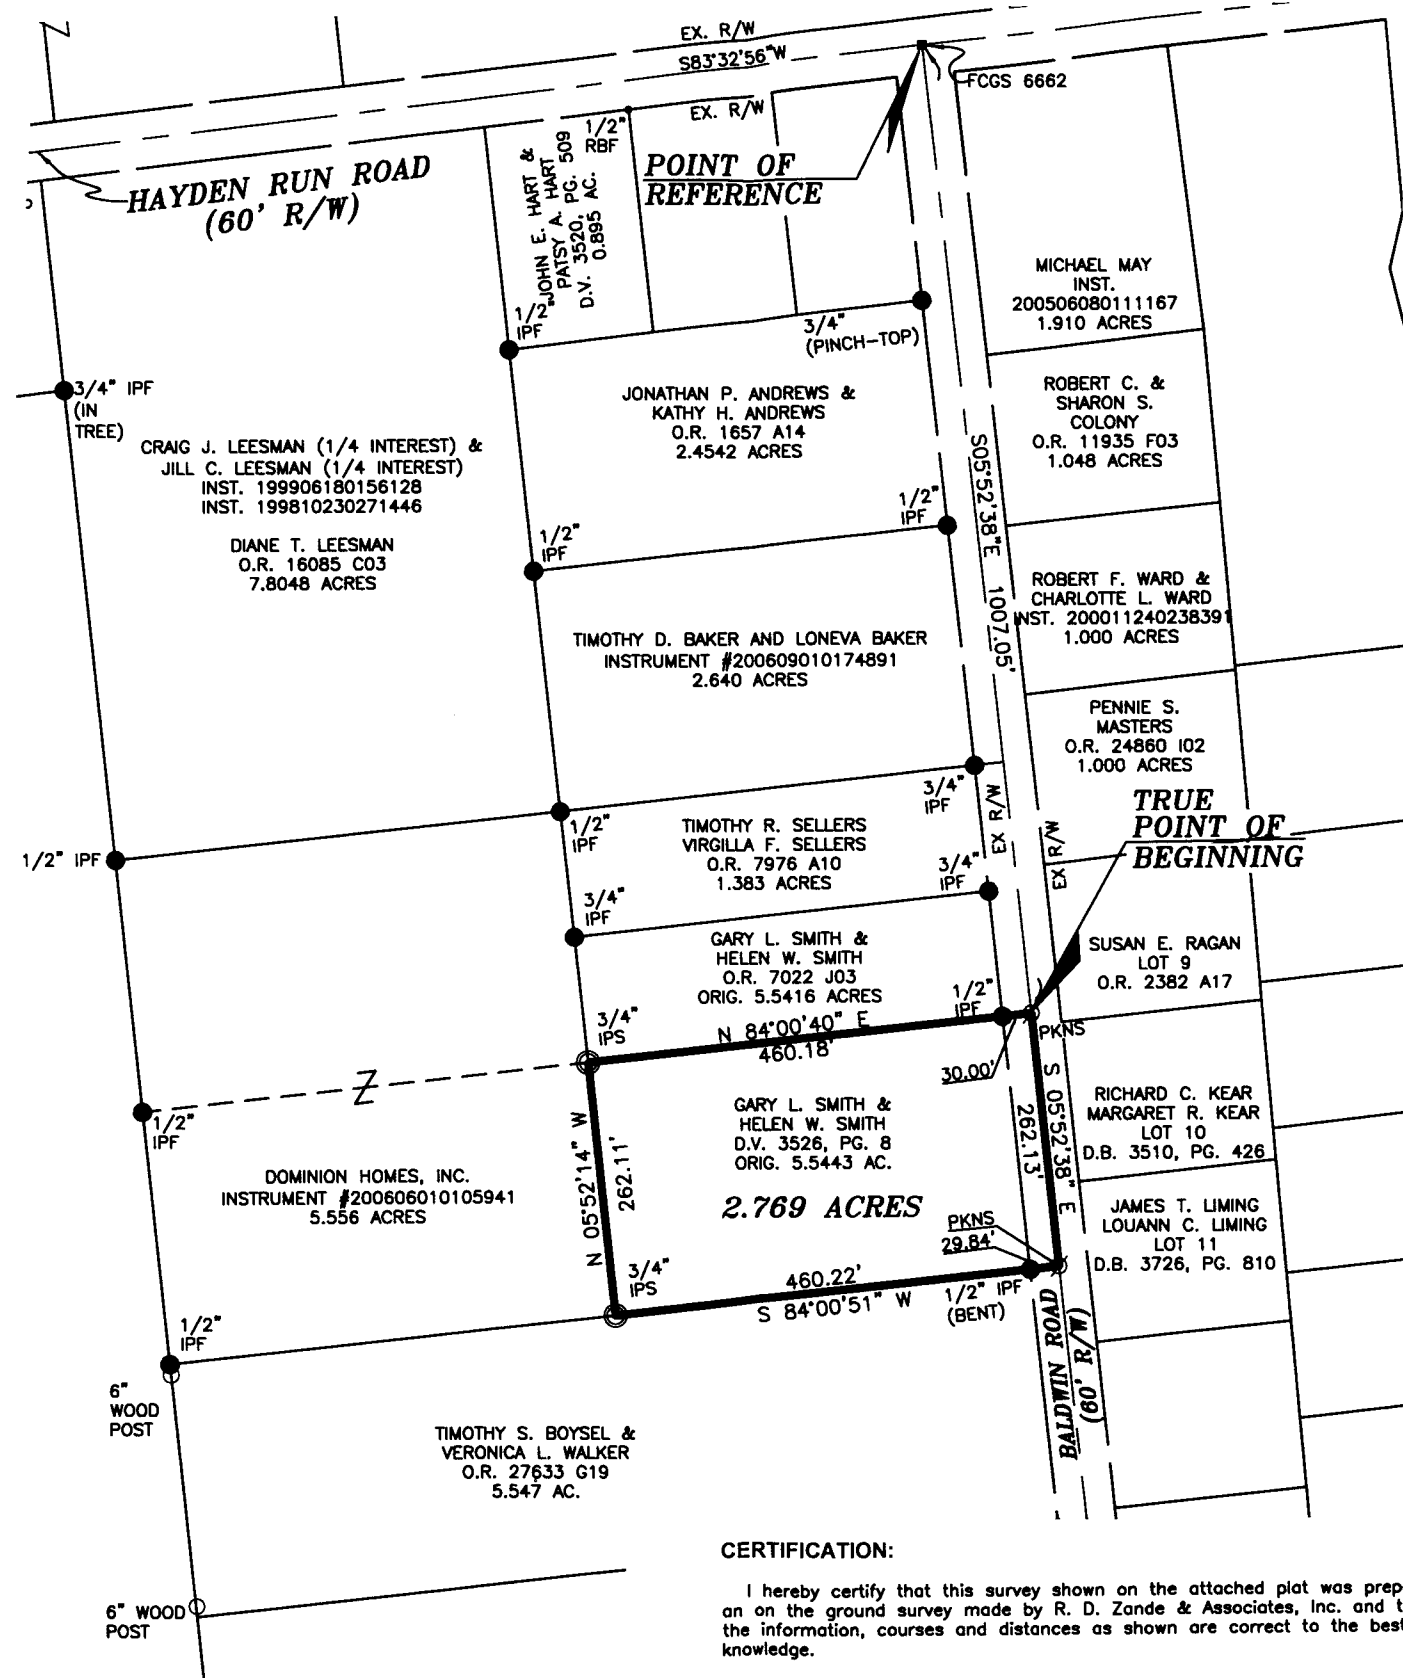 EX. R/W
S83°32'56"W
FCGS 6662
EX. R/W
1/2"
RBF
HAYDEN RUN ROAD
(60' R/W)
JOHN E. HART &
PATSY A. HART
D.V. 3520, PG. 509
0.895 AC.
POINT OF
REFERENCE
MICHAEL MAY
INST.
200506080111167
1.910 ACRES
1/2"
IPF
3/4"
(PINCH-TOP)
3/4" IPF
(IN
TREE)
JONATHAN P. ANDREWS &
KATHY H. ANDREWS
O.R. 1657 A14
2.4542 ACRES
ROBERT C. &
SHARON S.
COLONY
O.R. 11935 F03
1.048 ACRES
CRAIG J. LEESMAN (1/4 INTEREST) &
JILL C. LEESMAN (1/4 INTEREST)
INST. 199906180156128
INST. 199810230271446
DIANE T. LEESMAN
O.R. 16085 C03
7.8048 ACRES
1/2"
IPF
1/2"
IPF
S05°52'38"E 1007.05'
ROBERT F. WARD &
CHARLOTTE L. WARD
INST. 200011240238391
1.000 ACRES
TIMOTHY D. BAKER AND LONEVA BAKER
INSTRUMENT #200609010174891
2.640 ACRES
PENNIE S.
MASTERS
O.R. 24860 I02
1.000 ACRES
3/4"
IPF
EX R/W
EX R/W
TRUE
POINT OF
BEGINNING
1/2" IPF
1/2"
IPF
TIMOTHY R. SELLERS
VIRGILLA F. SELLERS
O.R. 7976 A10
1.383 ACRES
3/4"
IPF
3/4"
IPF
GARY L. SMITH &
HELEN W. SMITH
O.R. 7022 J03
ORIG. 5.5416 ACRES
SUSAN E. RAGAN
LOT 9
O.R. 2382 A17
1/2"
IPF
3/4"
IPS
N 84°00'40" E
460.18'
PKNS
30.00'
1/2"
IPF
N 05°52'14" W
262.11'
GARY L. SMITH &
HELEN W. SMITH
D.V. 3526, PG. 8
ORIG. 5.5443 AC.
2.769 ACRES
S 05°52'38" E
262.13'
RICHARD C. KEAR
MARGARET R. KEAR
LOT 10
D.B. 3510, PG. 426
DOMINION HOMES, INC.
INSTRUMENT #200606010105941
5.556 ACRES
JAMES T. LIMING
LOUANN C. LIMING
LOT 11
D.B. 3726, PG. 810
PKNS
29.84'
3/4"
IPS
460.22'
S 84°00'51" W
1/2" IPF
(BENT)
BALDWIN ROAD
(60' R/W)
1/2"
IPF
6"
WOOD
POST
TIMOTHY S. BOYSEL &
VERONICA L. WALKER
O.R. 27633 G19
5.547 AC.
6" WOOD
POST
CERTIFICATION:
I hereby certify that this survey shown on the attached plat was prep
an on the ground survey made by R. D. Zande & Associates, Inc. and t
the information, courses and distances as shown are correct to the best
knowledge.